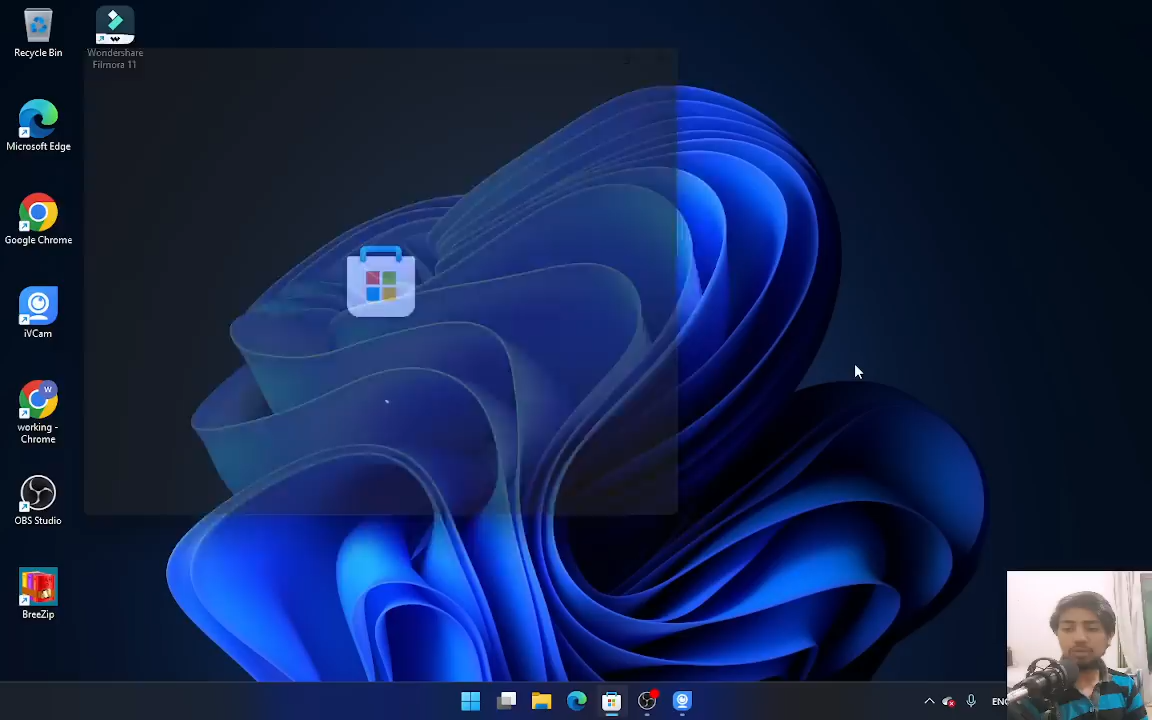 Recycle Bin
Wondershare
Filmora 11
Microsoft Edge
Google Chrome
iVCam
W
working -
Chrome
OBS Studio
BreeZip
ENG